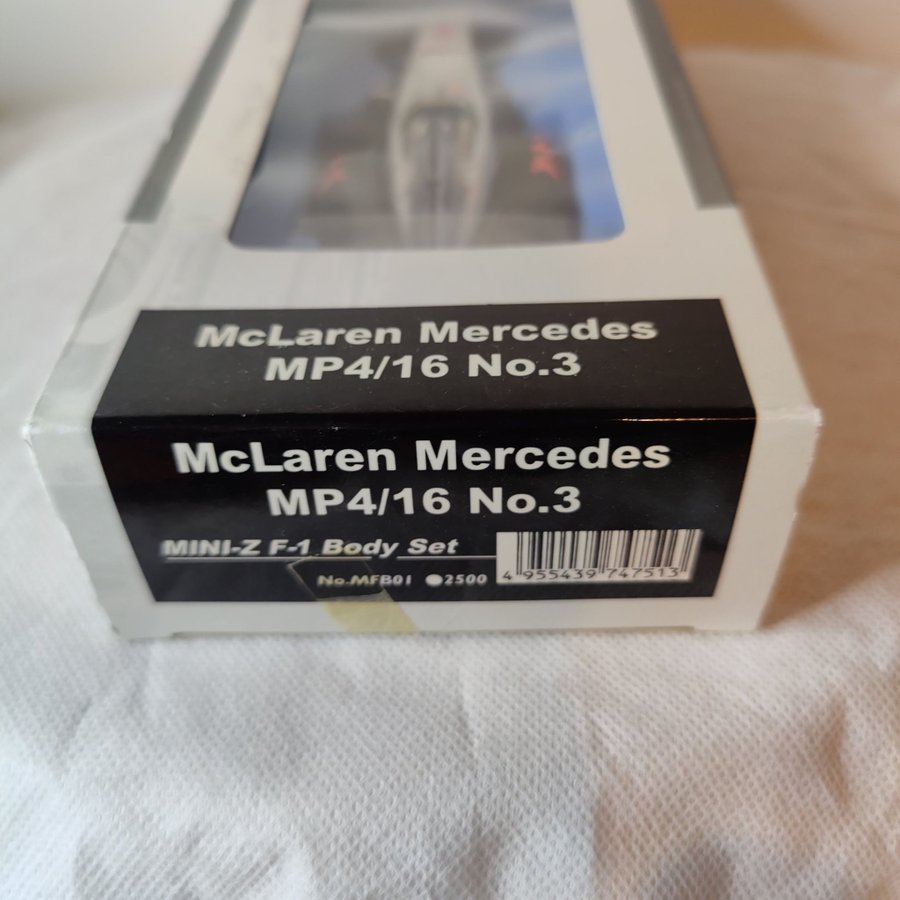 McLaren Mercedes
MP4/16 No.3
McLaren Mercedes
MP4/16 No.3
MINI-Z F-1 Body Set
No.MFB01 ●2500
4 955439 747513